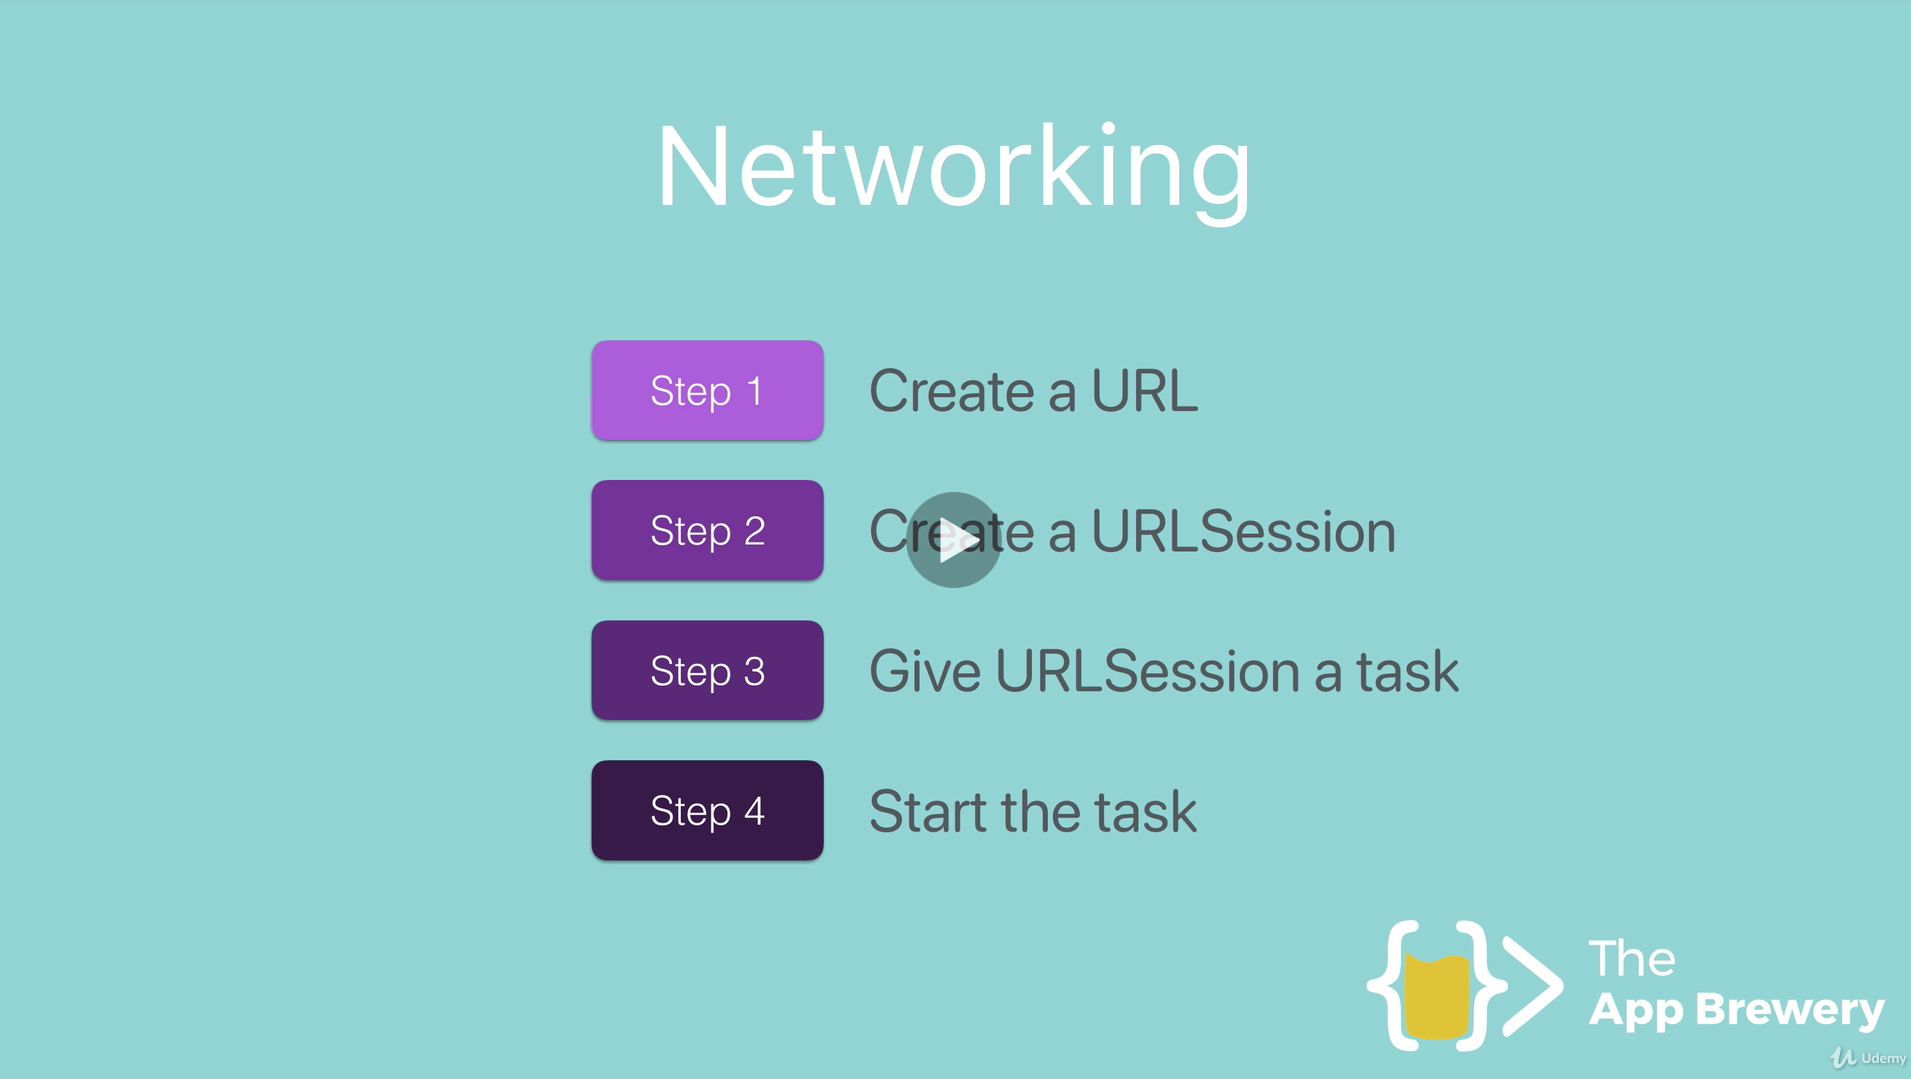 Networking
Step 1 Create a URL
Step 2 Create a URLSession
Step 3 Give URLSession a task
Step 4 Start the task
The
App Brewery
Udemy